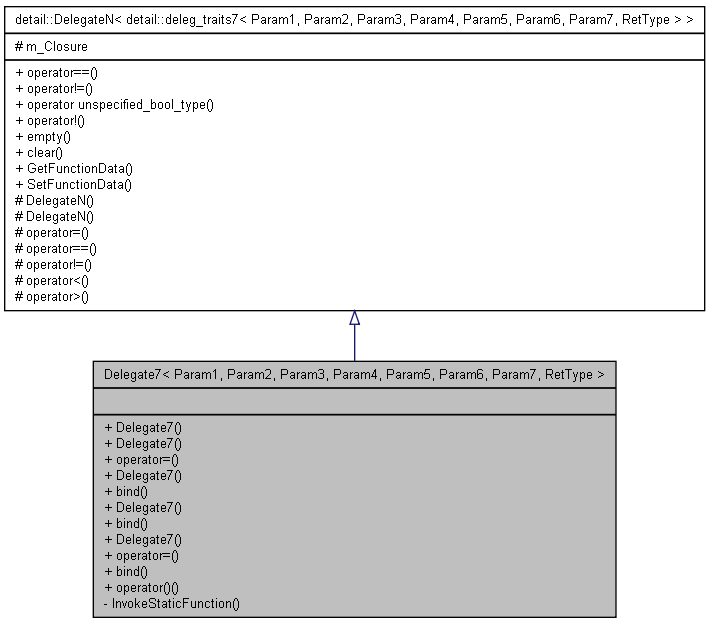 detail::DelegateN< detail::deleg_traits7< Param1, Param2, Param3, Param4, Param5, Param6, Param7, RetType > >
# m_Closure
+ operator==()
+ operator!=()
+ operator unspecified_bool_type()
+ operator!()
+ empty()
+ clear()
+ GetFunctionData()
+ SetFunctionData()
# DelegateN()
# DelegateN()
# operator=()
# operator==()
# operator!=()
# operator<()
# operator>()
Delegate7< Param1, Param2, Param3, Param4, Param5, Param6, Param7, RetType >
+ Delegate7()
+ Delegate7()
+ operator=()
+ Delegate7()
+ bind()
+ Delegate7()
+ bind()
+ Delegate7()
+ operator=()
+ bind()
+ operator()()
- InvokeStaticFunction()